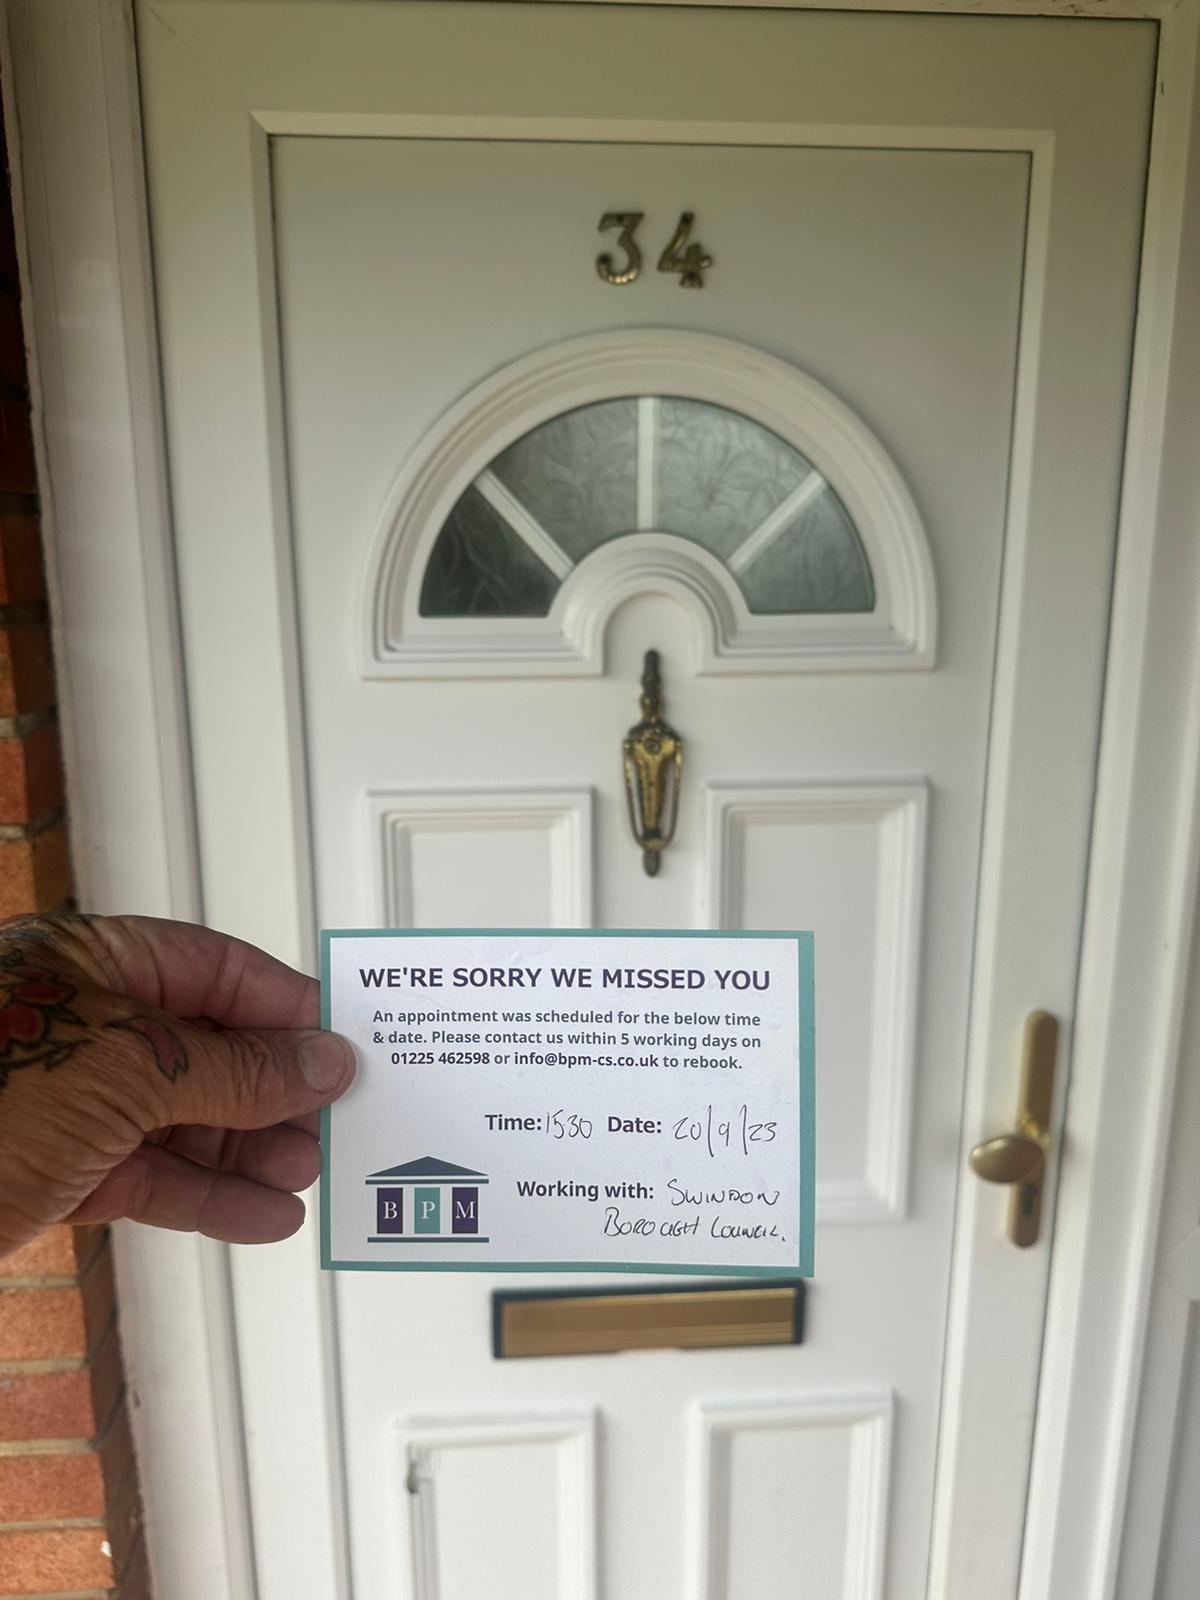 34
WE'RE SORRY WE MISSED YOU
An appointment was scheduled for the below time
& date. Please contact us within 5 working days on
01225 462598 or info@bpm-cs.co.uk to rebook.
Time: 1530 Date: 20/9/23
Working with: SWINDON
BOROUGH COUNCIL.
B P M